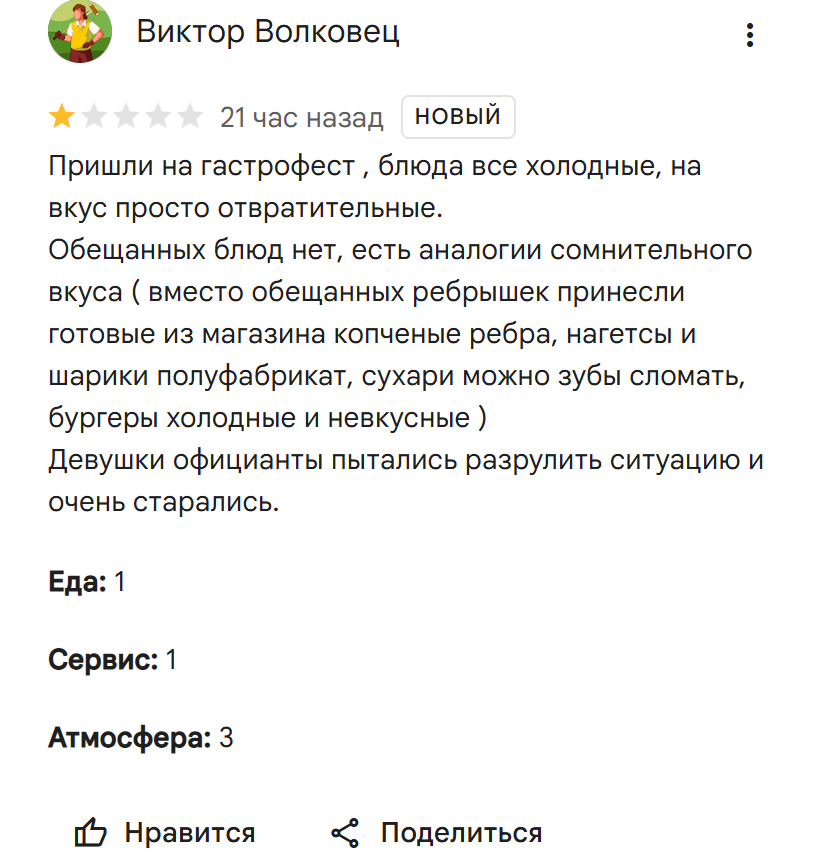 Виктор Волковец
21 час назад НОВЫЙ
Пришли на гастрофест , блюда все холодные, на
вкус просто отвратительные.
Обещанных блюд нет, есть аналогии сомнительного
вкуса ( вместо обещанных ребрышек принесли
готовые из магазина копченые ребра, нагетсы и
шарики полуфабрикат, сухари можно зубы сломать,
бургеры холодные и невкусные )
Девушки официанты пытались разрулить ситуацию и
очень старались.
Еда: 1
Сервис: 1
Атмосфера: 3
Нравится Поделиться